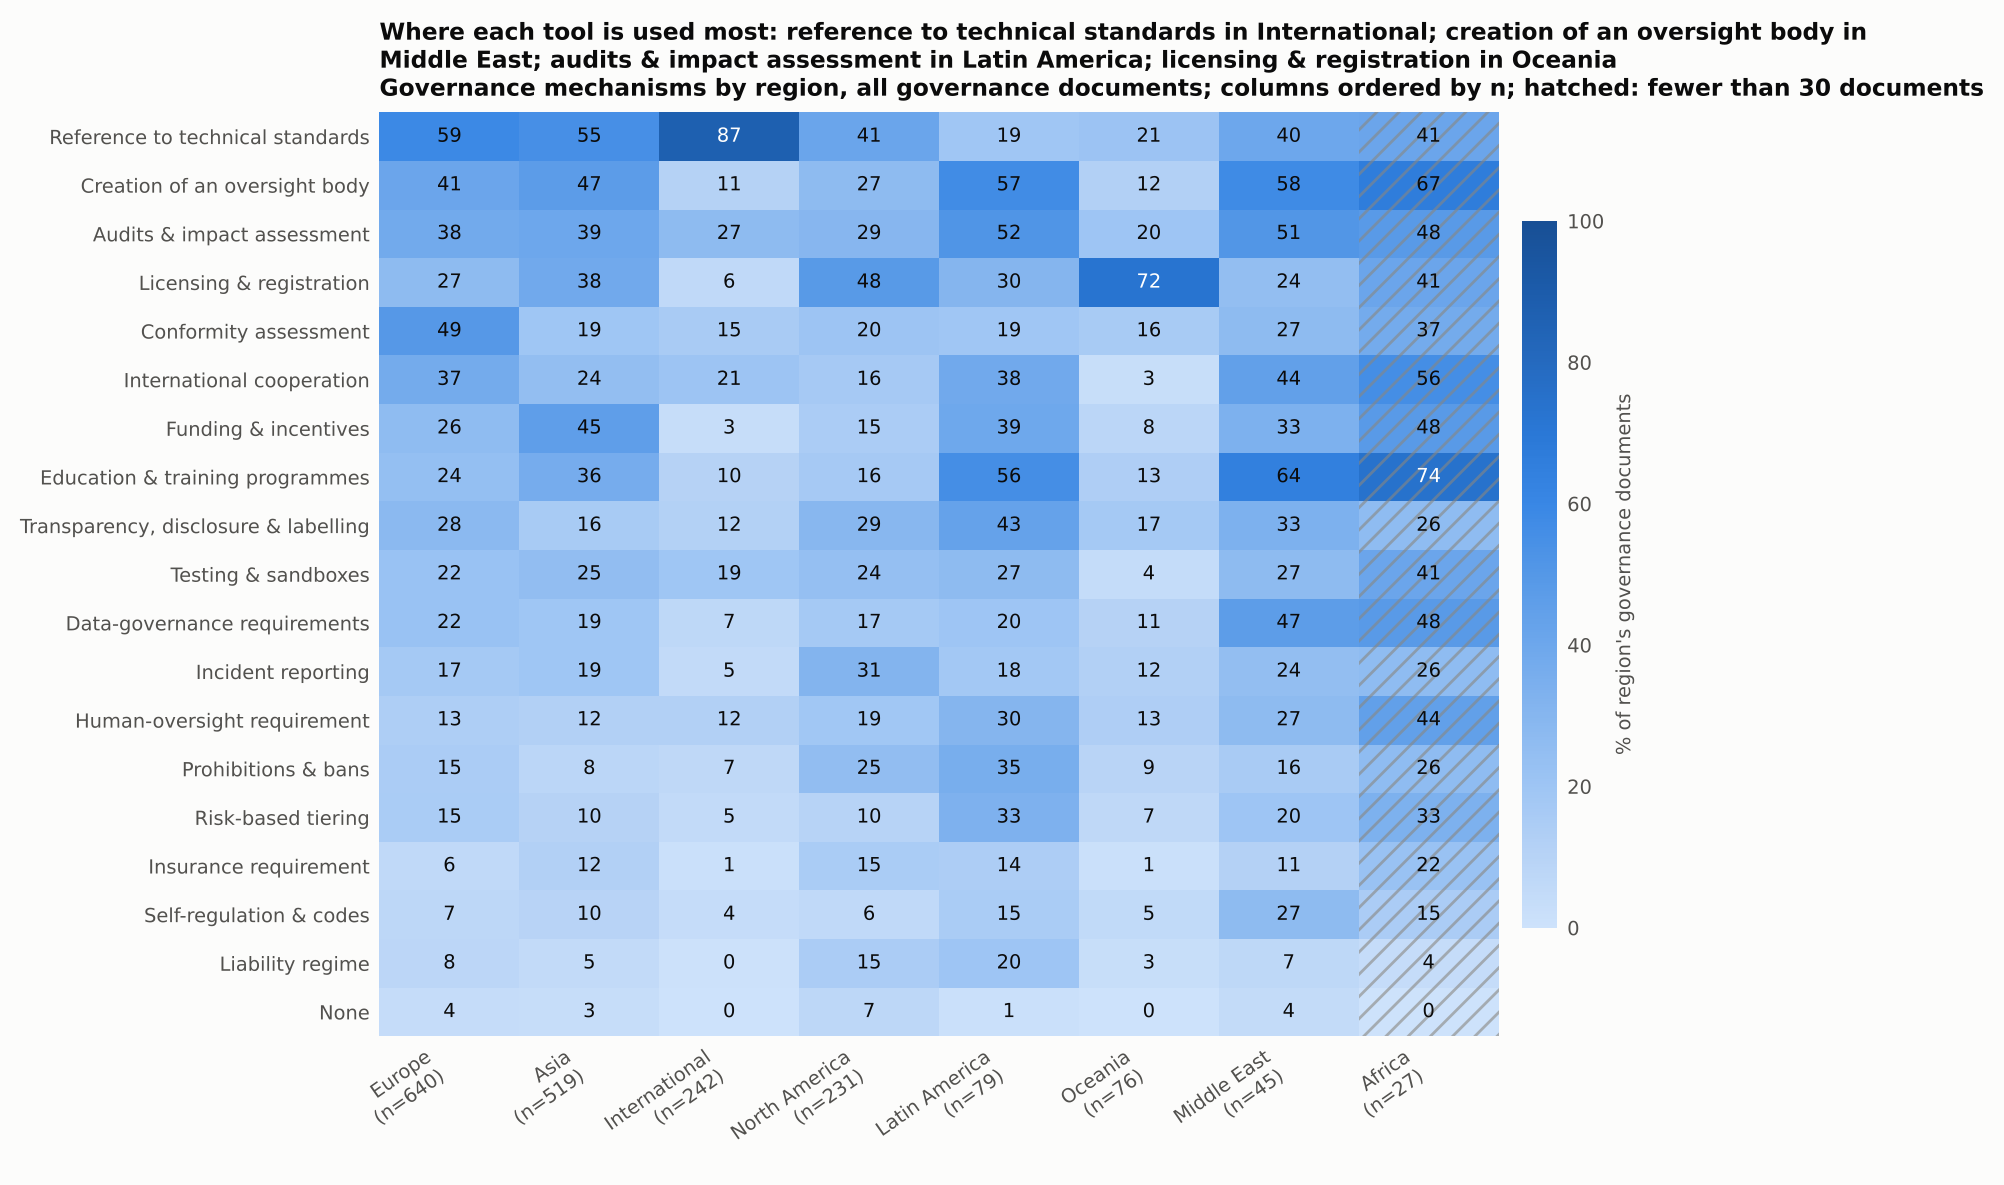 Where each tool is used most: reference to technical standards in International; creation of an oversight body in
Middle East; audits & impact assessment in Latin America; licensing & registration in Oceania
Governance mechanisms by region, all governance documents; columns ordered by n; hatched: fewer than 30 documents
Reference to technical standards 59 55 87 41 19 21 40 41
Creation of an oversight body 41 47 11 27 57 12 58 67
Audits & impact assessment 38 39 27 29 52 20 51 48
Licensing & registration 27 38 6 48 30 72 24 41
Conformity assessment 49 19 15 20 19 16 27 37
International cooperation 37 24 21 16 38 3 44 56
Funding & incentives 26 45 3 15 39 8 33 48
Education & training programmes 24 36 10 16 56 13 64 74
Transparency, disclosure & labelling 28 16 12 29 43 17 33 26
Testing & sandboxes 22 25 19 24 27 4 27 41
Data-governance requirements 22 19 7 17 20 11 47 48
Incident reporting 17 19 5 31 18 12 24 26
Human-oversight requirement 13 12 12 19 30 13 27 44
Prohibitions & bans 15 8 7 25 35 9 16 26
Risk-based tiering 15 10 5 10 33 7 20 33
Insurance requirement 6 12 1 15 14 1 11 22
Self-regulation & codes 7 10 4 6 15 5 27 15
Liability regime 8 5 0 15 20 3 7 4
None 4 3 0 7 1 0 4 0
Europe
(n=640)
Asia
(n=519)
International
(n=242)
North America
(n=231)
Latin America
(n=79)
Oceania
(n=76)
Middle East
(n=45)
Africa
(n=27)
100
80
60
40
20
0
% of region's governance documents